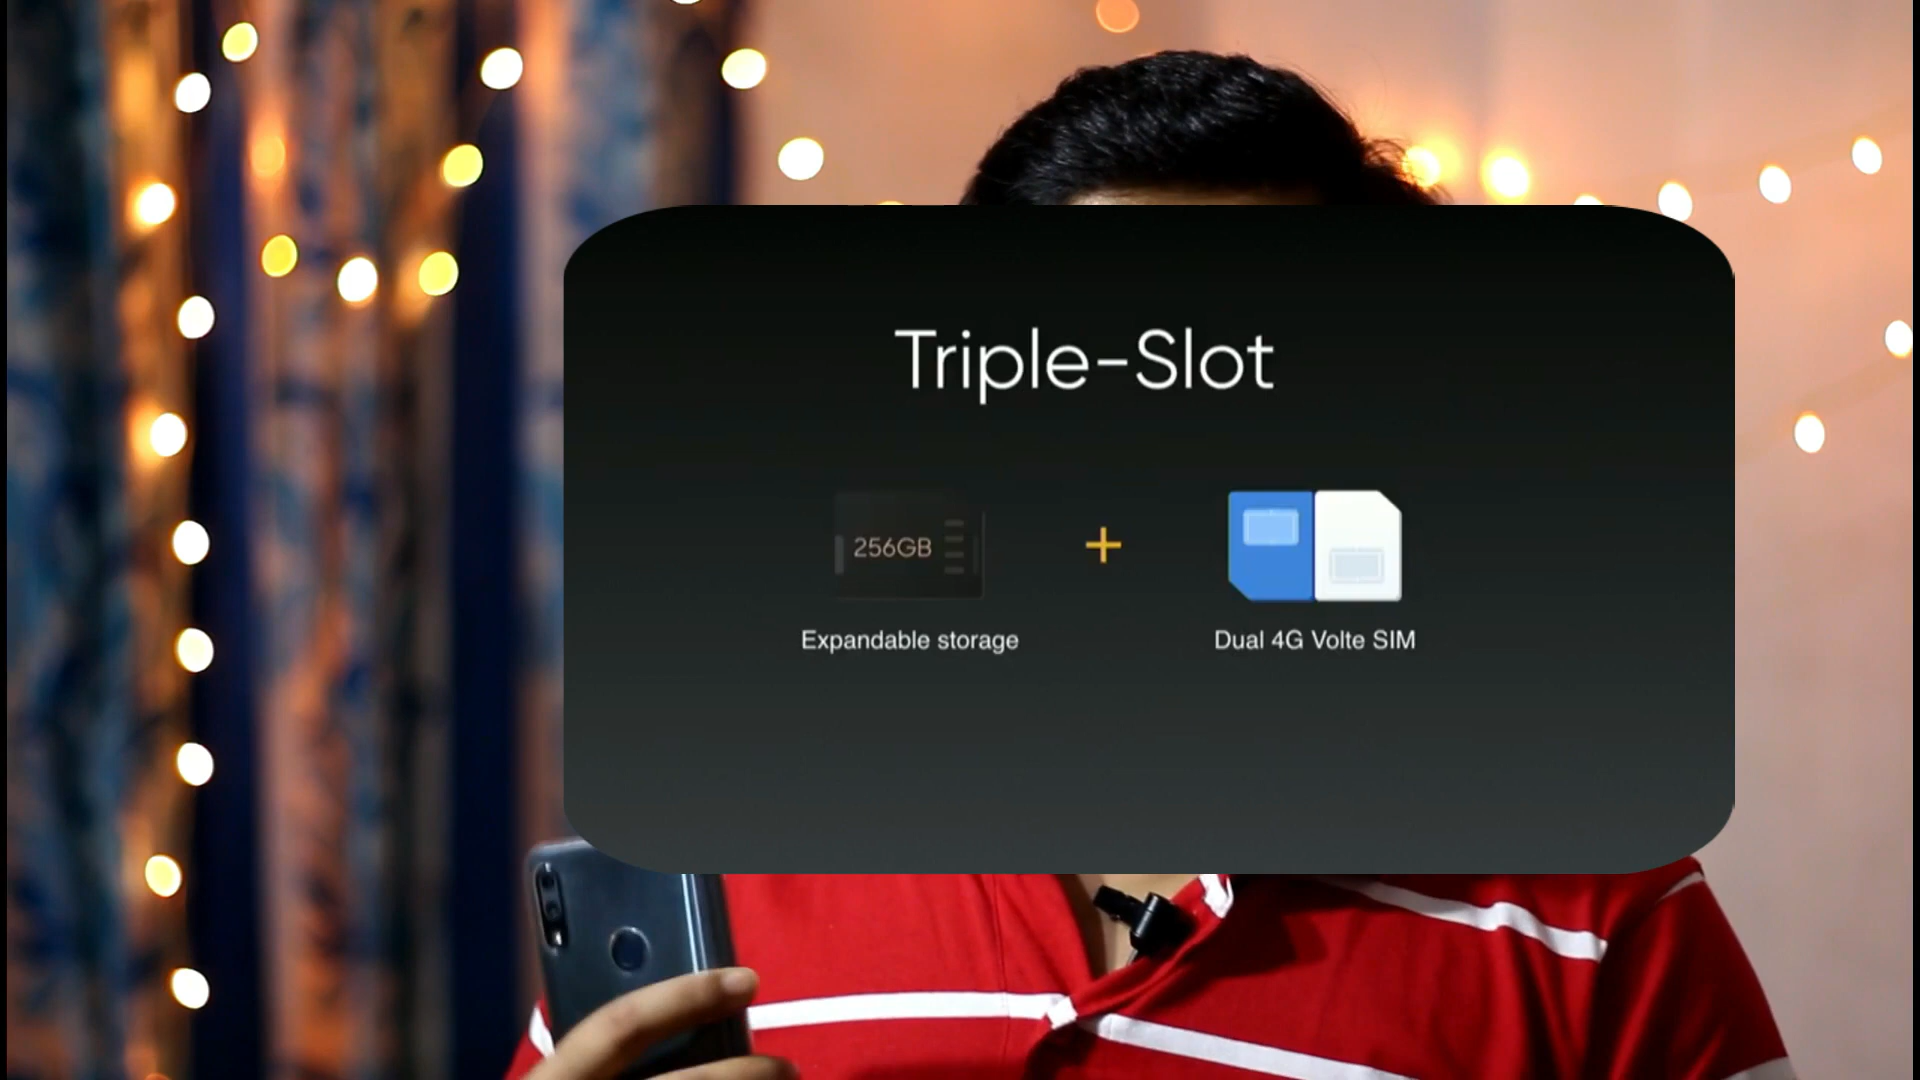 Triple-Slot
256GB
+
Expandable storage
Dual 4G Volte SIM